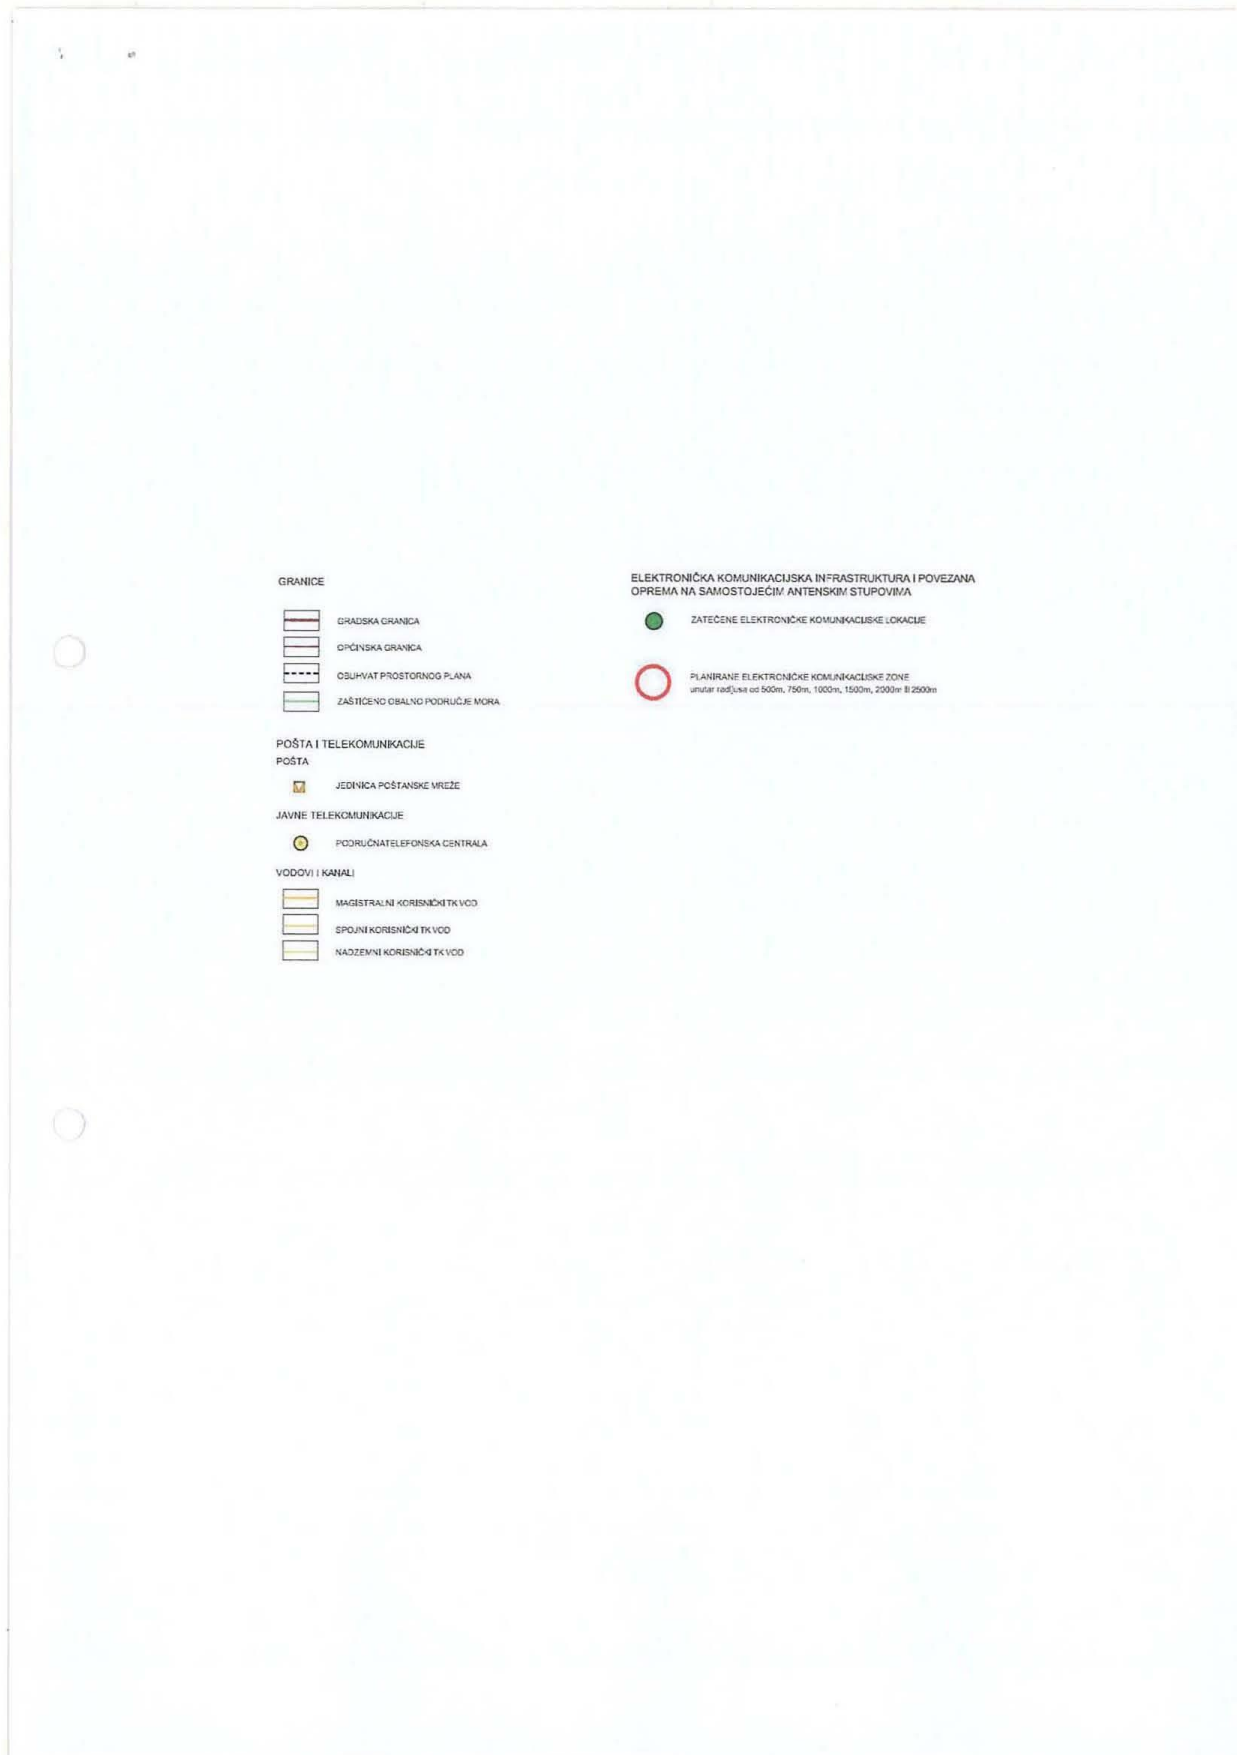 GRANICE
GRADSKA GRANICA
OPĆINSKA GRANICA
OBUHVAT PROSTORNOG PLANA
ZAŠTIĆENO OBALNO PODRUČJE MORA
POŠTA I TELEKOMUNIKACIJE
POŠTA
JEDINICA POŠTANSKE MREŽE
JAVNE TELEKOMUNIKACIJE
PODRUČNA TELEFONSKA CENTRALA
VODOVI I KANALI
MAGISTRALNI KORISNIČKI TK VOD
SPOJNI KORISNIČKI TK VOD
NADZEMNI KORISNIČKI TK VOD
ELEKTRONIČKA KOMUNIKACIJSKA INFRASTRUKTURA I POVEZANA
OPREMA NA SAMOSTOJEĆIM ANTENSKIM STUPOVIMA
ZATEČENE ELEKTRONIČKE KOMUNIKACIJSKE LOKACIJE
PLANIRANE ELEKTRONIČKE KOMUNIKACIJSKE ZONE
unutar radijusa od 500m, 750m, 1000m, 1500m, 2000m ili 2500m